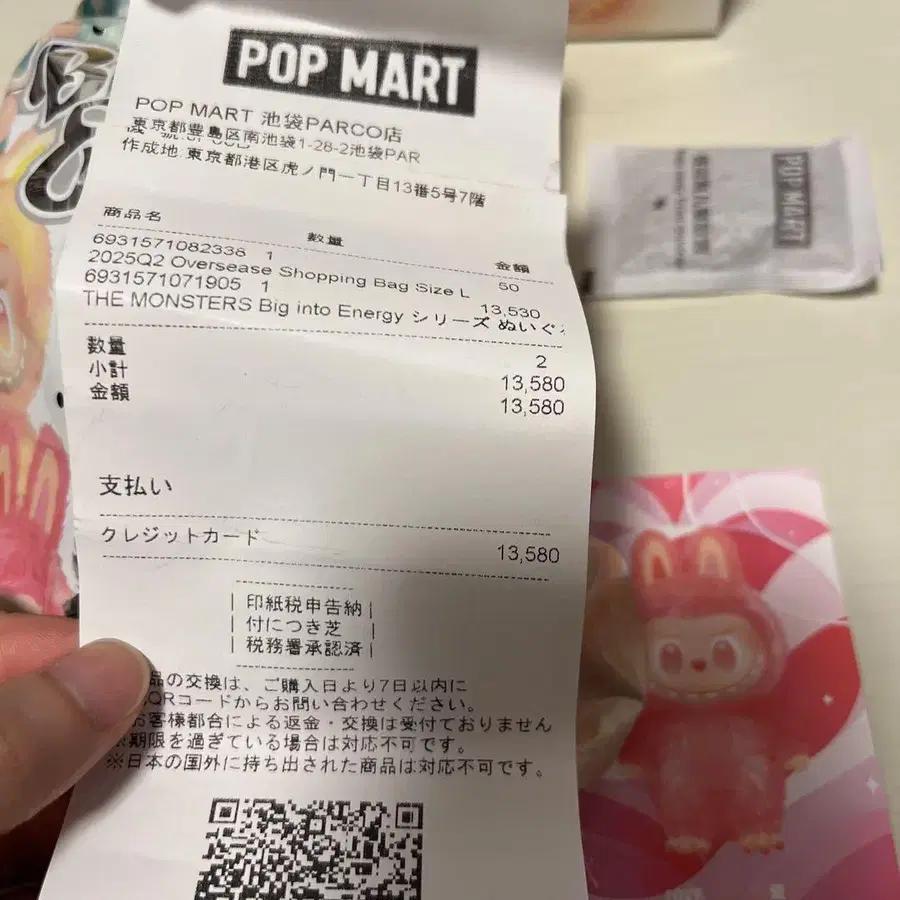 POP MART
POP MART 池袋PARCO店
東京都豊島区南池袋1-28-2池袋PAR
作成地:東京都港区虎ノ門一丁目13番5号7階
商品名
数量
金額
6931571082338 1 50
2025Q2 Oversease Shopping Bag Size L
6931571071905 1 13,530
THE MONSTERS Big into Energy シリーズ ぬいぐ
数量 2
小計 13,580
金額 13,580
支払い
クレジットカード 13,580
印紙税申告納
付につき芝
税務署承認済
品の交換は、ご購入日より7日以内に
QRコードからお問い合わせください。
お客様都合による返金・交換は受付ておりません
※期限を過ぎている場合は対応不可です。
※日本の国外に持ち出された商品は対応不可です。
POP MART